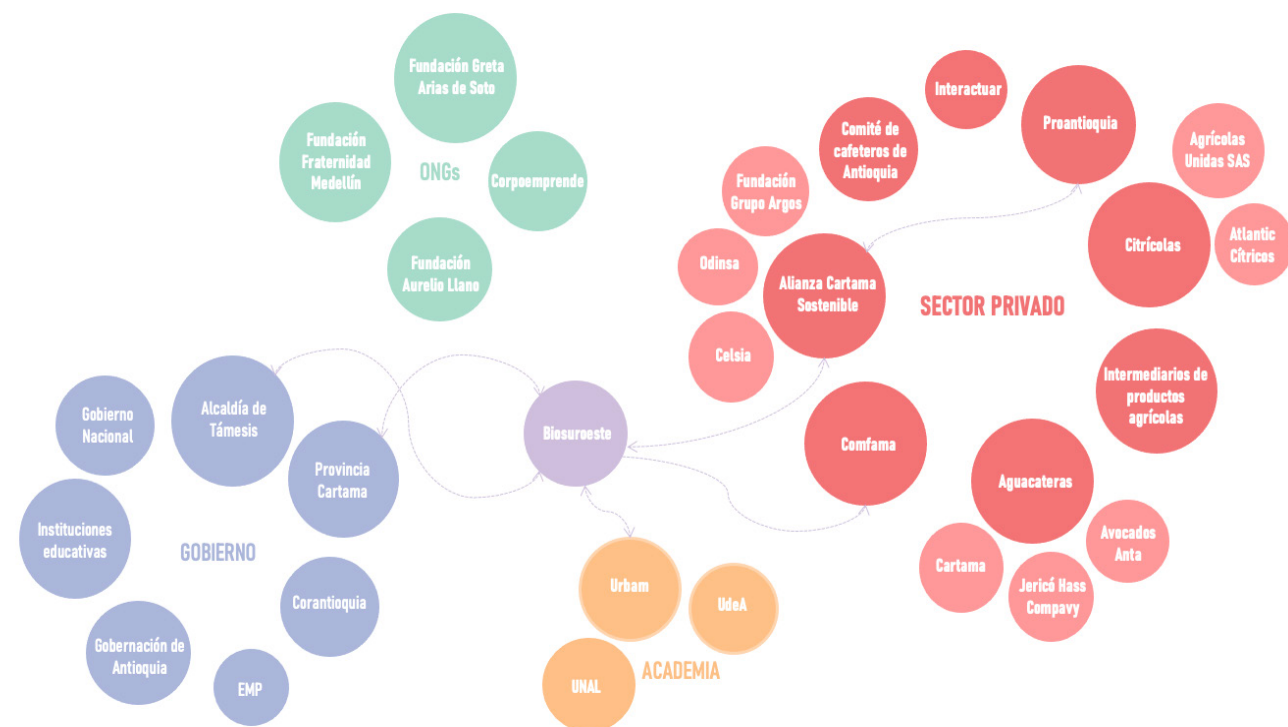 Fundación Greta
Arias de Soto
Fundación
Fraternidad
Medellín
ONGs
Corpoemprende
Fundación
Aurelio Llano
Interactuar
Proantioquia
Comité de
cafeteros de
Antioquia
Agrícolas
Unidas SAS
Fundación
Grupo Argos
Citrícolas
Atlantic
Cítricos
Odinsa
Alianza Cartama
Sostenible
SECTOR PRIVADO
Celsia
Intermediarios de
productos
agrícolas
Comfama
Aguacateras
Avocados
Anta
Cartama
Jericó Hass
Compavy
Gobierno
Nacional
Alcaldía de
Támesis
Provincia
Cartama
Instituciones
educativas
GOBIERNO
Corantioquia
Gobernación de
Antioquia
EMP
Biosuroeste
Urbam
UdeA
UNAL
ACADEMIA